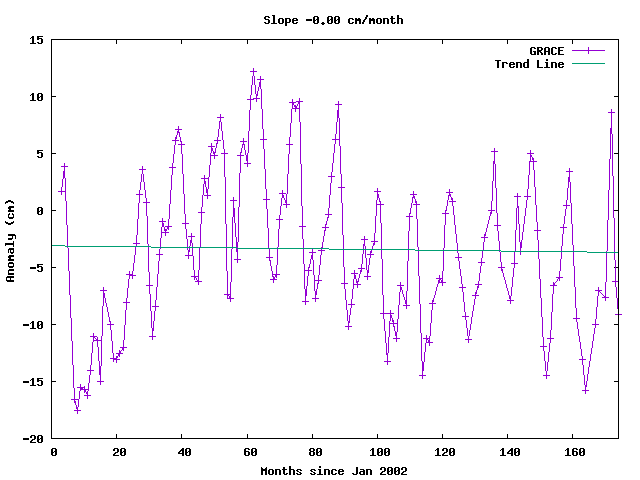 Slope -0.00 cm/month
GRACE
Trend Line
15
10
5
0
-5
-10
-15
-20
Anomaly (cm)
0 20 40 60 80 100 120 140 160
Months since Jan 2002